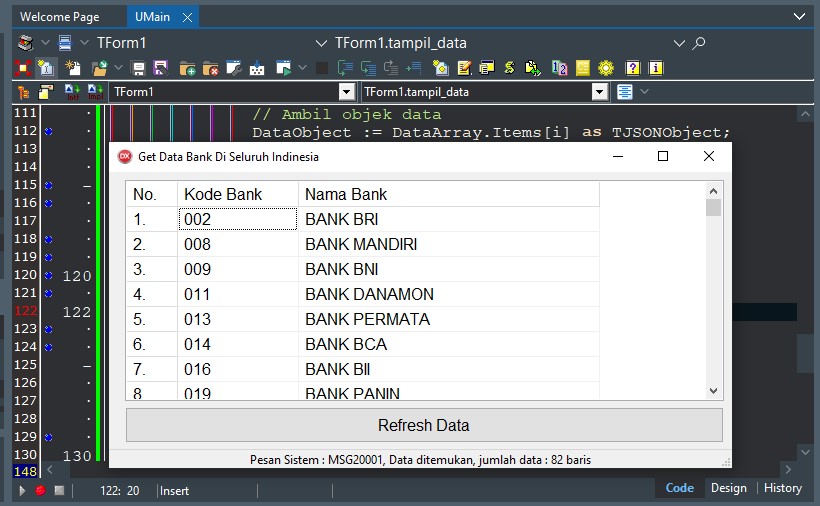 Welcome Page UMain
TForm1 TForm1.tampil_data
TForm1 TForm1.tampil_data
111 // Ambil objek data
112 DataObject := DataArray.Items[i] as TJSONObject;
113
114
115
116
117
118
119
120 120
121
122 122
123
124
125
126
127
128
129
130 130
148
DX Get Data Bank Di Seluruh Indinesia
No. Kode Bank Nama Bank
1. 002 BANK BRI
2. 008 BANK MANDIRI
3. 009 BANK BNI
4. 011 BANK DANAMON
5. 013 BANK PERMATA
6. 014 BANK BCA
7. 016 BANK BII
8 019 BANK PANIN
Refresh Data
Pesan Sistem : MSG20001, Data ditemukan, jumlah data : 82 baris
122: 20 Insert Code Design History